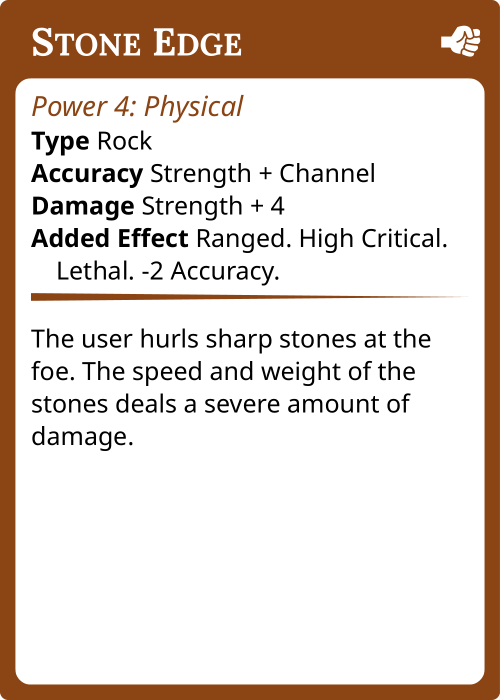 Stone Edge
Power 4: Physical
Type Rock
Accuracy Strength + Channel
Damage Strength + 4
Added Effect Ranged. High Critical.
Lethal. -2 Accuracy.
The user hurls sharp stones at the
foe. The speed and weight of the
stones deals a severe amount of
damage.